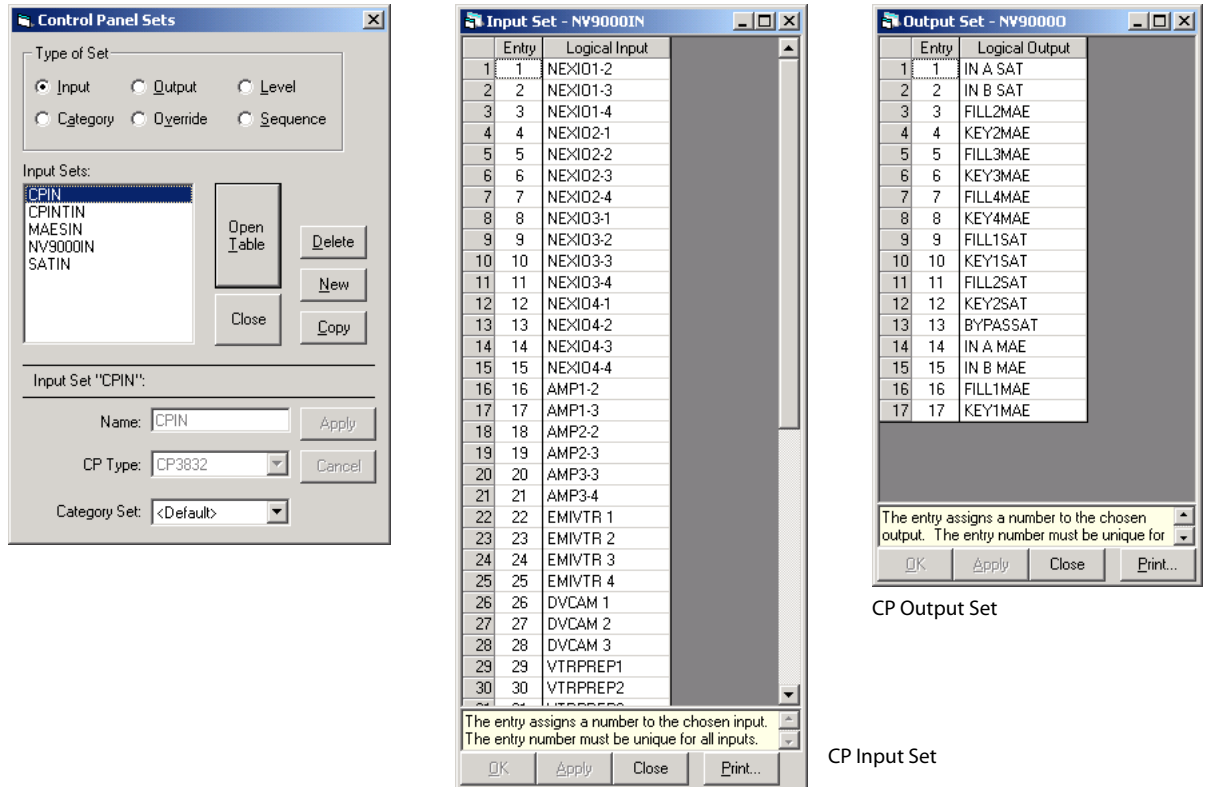 Control Panel Sets
Type of Set
Input Output Level
Category Override Sequence
Input Sets:
CPIN
CPINTIN
MAESIN
NV9000IN
SATIN
Open Table
Close
Delete
New
Copy
Input Set "CPIN":
Name: CPIN Apply
CP Type: CP3832 Cancel
Category Set: <Default>
Input Set - NV9000IN
Entry Logical Input
1 1 NEXIO1-2
2 2 NEXIO1-3
3 3 NEXIO1-4
4 4 NEXIO2-1
5 5 NEXIO2-2
6 6 NEXIO2-3
7 7 NEXIO2-4
8 8 NEXIO3-1
9 9 NEXIO3-2
10 10 NEXIO3-3
11 11 NEXIO3-4
12 12 NEXIO4-1
13 13 NEXIO4-2
14 14 NEXIO4-3
15 15 NEXIO4-4
16 16 AMP1-2
17 17 AMP1-3
18 18 AMP2-2
19 19 AMP2-3
20 20 AMP3-3
21 21 AMP3-4
22 22 EMIVTR 1
23 23 EMIVTR 2
24 24 EMIVTR 3
25 25 EMIVTR 4
26 26 DVCAM 1
27 27 DVCAM 2
28 28 DVCAM 3
29 29 VTRPREP1
30 30 VTRPREP2
The entry assigns a number to the chosen input.
The entry number must be unique for all inputs.
OK Apply Close Print...
CP Input Set
Output Set - NV9000O
Entry Logical Output
1 1 IN A SAT
2 2 IN B SAT
3 3 FILL2MAE
4 4 KEY2MAE
5 5 FILL3MAE
6 6 KEY3MAE
7 7 FILL4MAE
8 8 KEY4MAE
9 9 FILL1SAT
10 10 KEY1SAT
11 11 FILL2SAT
12 12 KEY2SAT
13 13 BYPASSAT
14 14 IN A MAE
15 15 IN B MAE
16 16 FILL1MAE
17 17 KEY1MAE
The entry assigns a number to the chosen
output. The entry number must be unique for
OK Apply Close Print...
CP Output Set